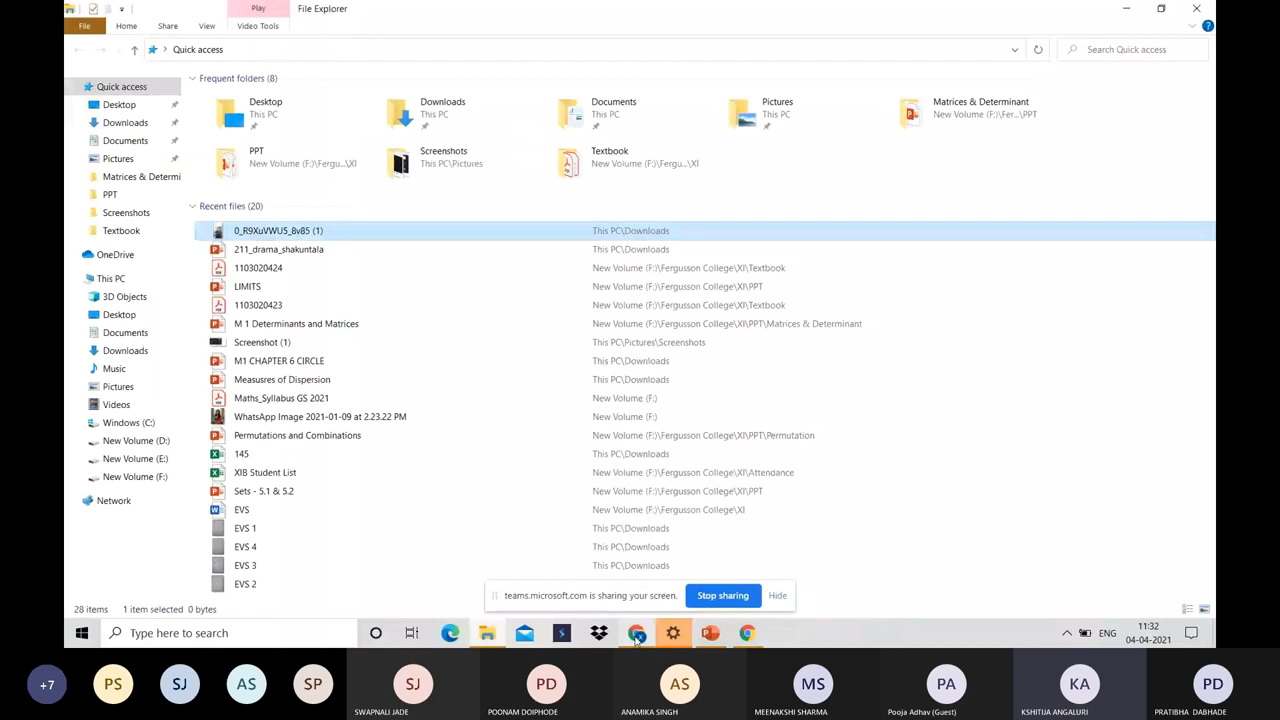 Play File Explorer
File Home Share View Video Tools
Quick access Search Quick access
Quick access
Desktop
Downloads
Documents
Pictures
Matrices & Determi
PPT
Screenshots
Textbook
OneDrive
This PC
3D Objects
Desktop
Documents
Downloads
Music
Pictures
Videos
Windows (C:)
New Volume (D:)
New Volume (E:)
New Volume (F:)
Network
Frequent folders (8)
Desktop
This PC
Downloads
This PC
Documents
This PC
Pictures
This PC
Matrices & Determinant
New Volume (F:)\Fer...\PPT
PPT
New Volume (F:)\Fergu...\XI
Screenshots
This PC\Pictures
Textbook
New Volume (F:)\Fergu...\XI
Recent files (20)
0_R9XuVWU5_8v85 (1) This PC\Downloads
211_drama_shakuntala This PC\Downloads
1103020424 New Volume (F:)\Fergusson College\XI\Textbook
LIMITS New Volume (F:)\Fergusson College\XI\PPT
1103020423 New Volume (F:)\Fergusson College\XI\Textbook
M 1 Determinants and Matrices New Volume (F:)\Fergusson College\XI\PPT\Matrices & Determinant
Screenshot (1) This PC\Pictures\Screenshots
M1 CHAPTER 6 CIRCLE This PC\Downloads
Measusres of Dispersion This PC\Downloads
Maths_Syllabus GS 2021 New Volume (F:)
WhatsApp Image 2021-01-09 at 2.23.22 PM New Volume (F:)
Permutations and Combinations New Volume (F:)\Fergusson College\XI\PPT\Permutation
145 This PC\Downloads
XIB Student List New Volume (F:)\Fergusson College\XI\Attendance
Sets - 5.1 & 5.2 New Volume (F:)\Fergusson College\XI\PPT
EVS New Volume (F:)\Fergusson College\XI
EVS 1 This PC\Downloads
EVS 4 This PC\Downloads
EVS 3 This PC\Downloads
EVS 2
teams.microsoft.com is sharing your screen. Stop sharing Hide
28 items 1 item selected 0 bytes
Type here to search ENG 11:32
04-04-2021
+7 PS SJ AS SP SJ PD AS MS PA KA PD
SWAPNALI JADE POONAM DOIPHODE ANAMIKA SINGH MEENAKSHI SHARMA Pooja Adhav (Guest) KSHITIJA ANGALURI PRATIBHA DABHADE